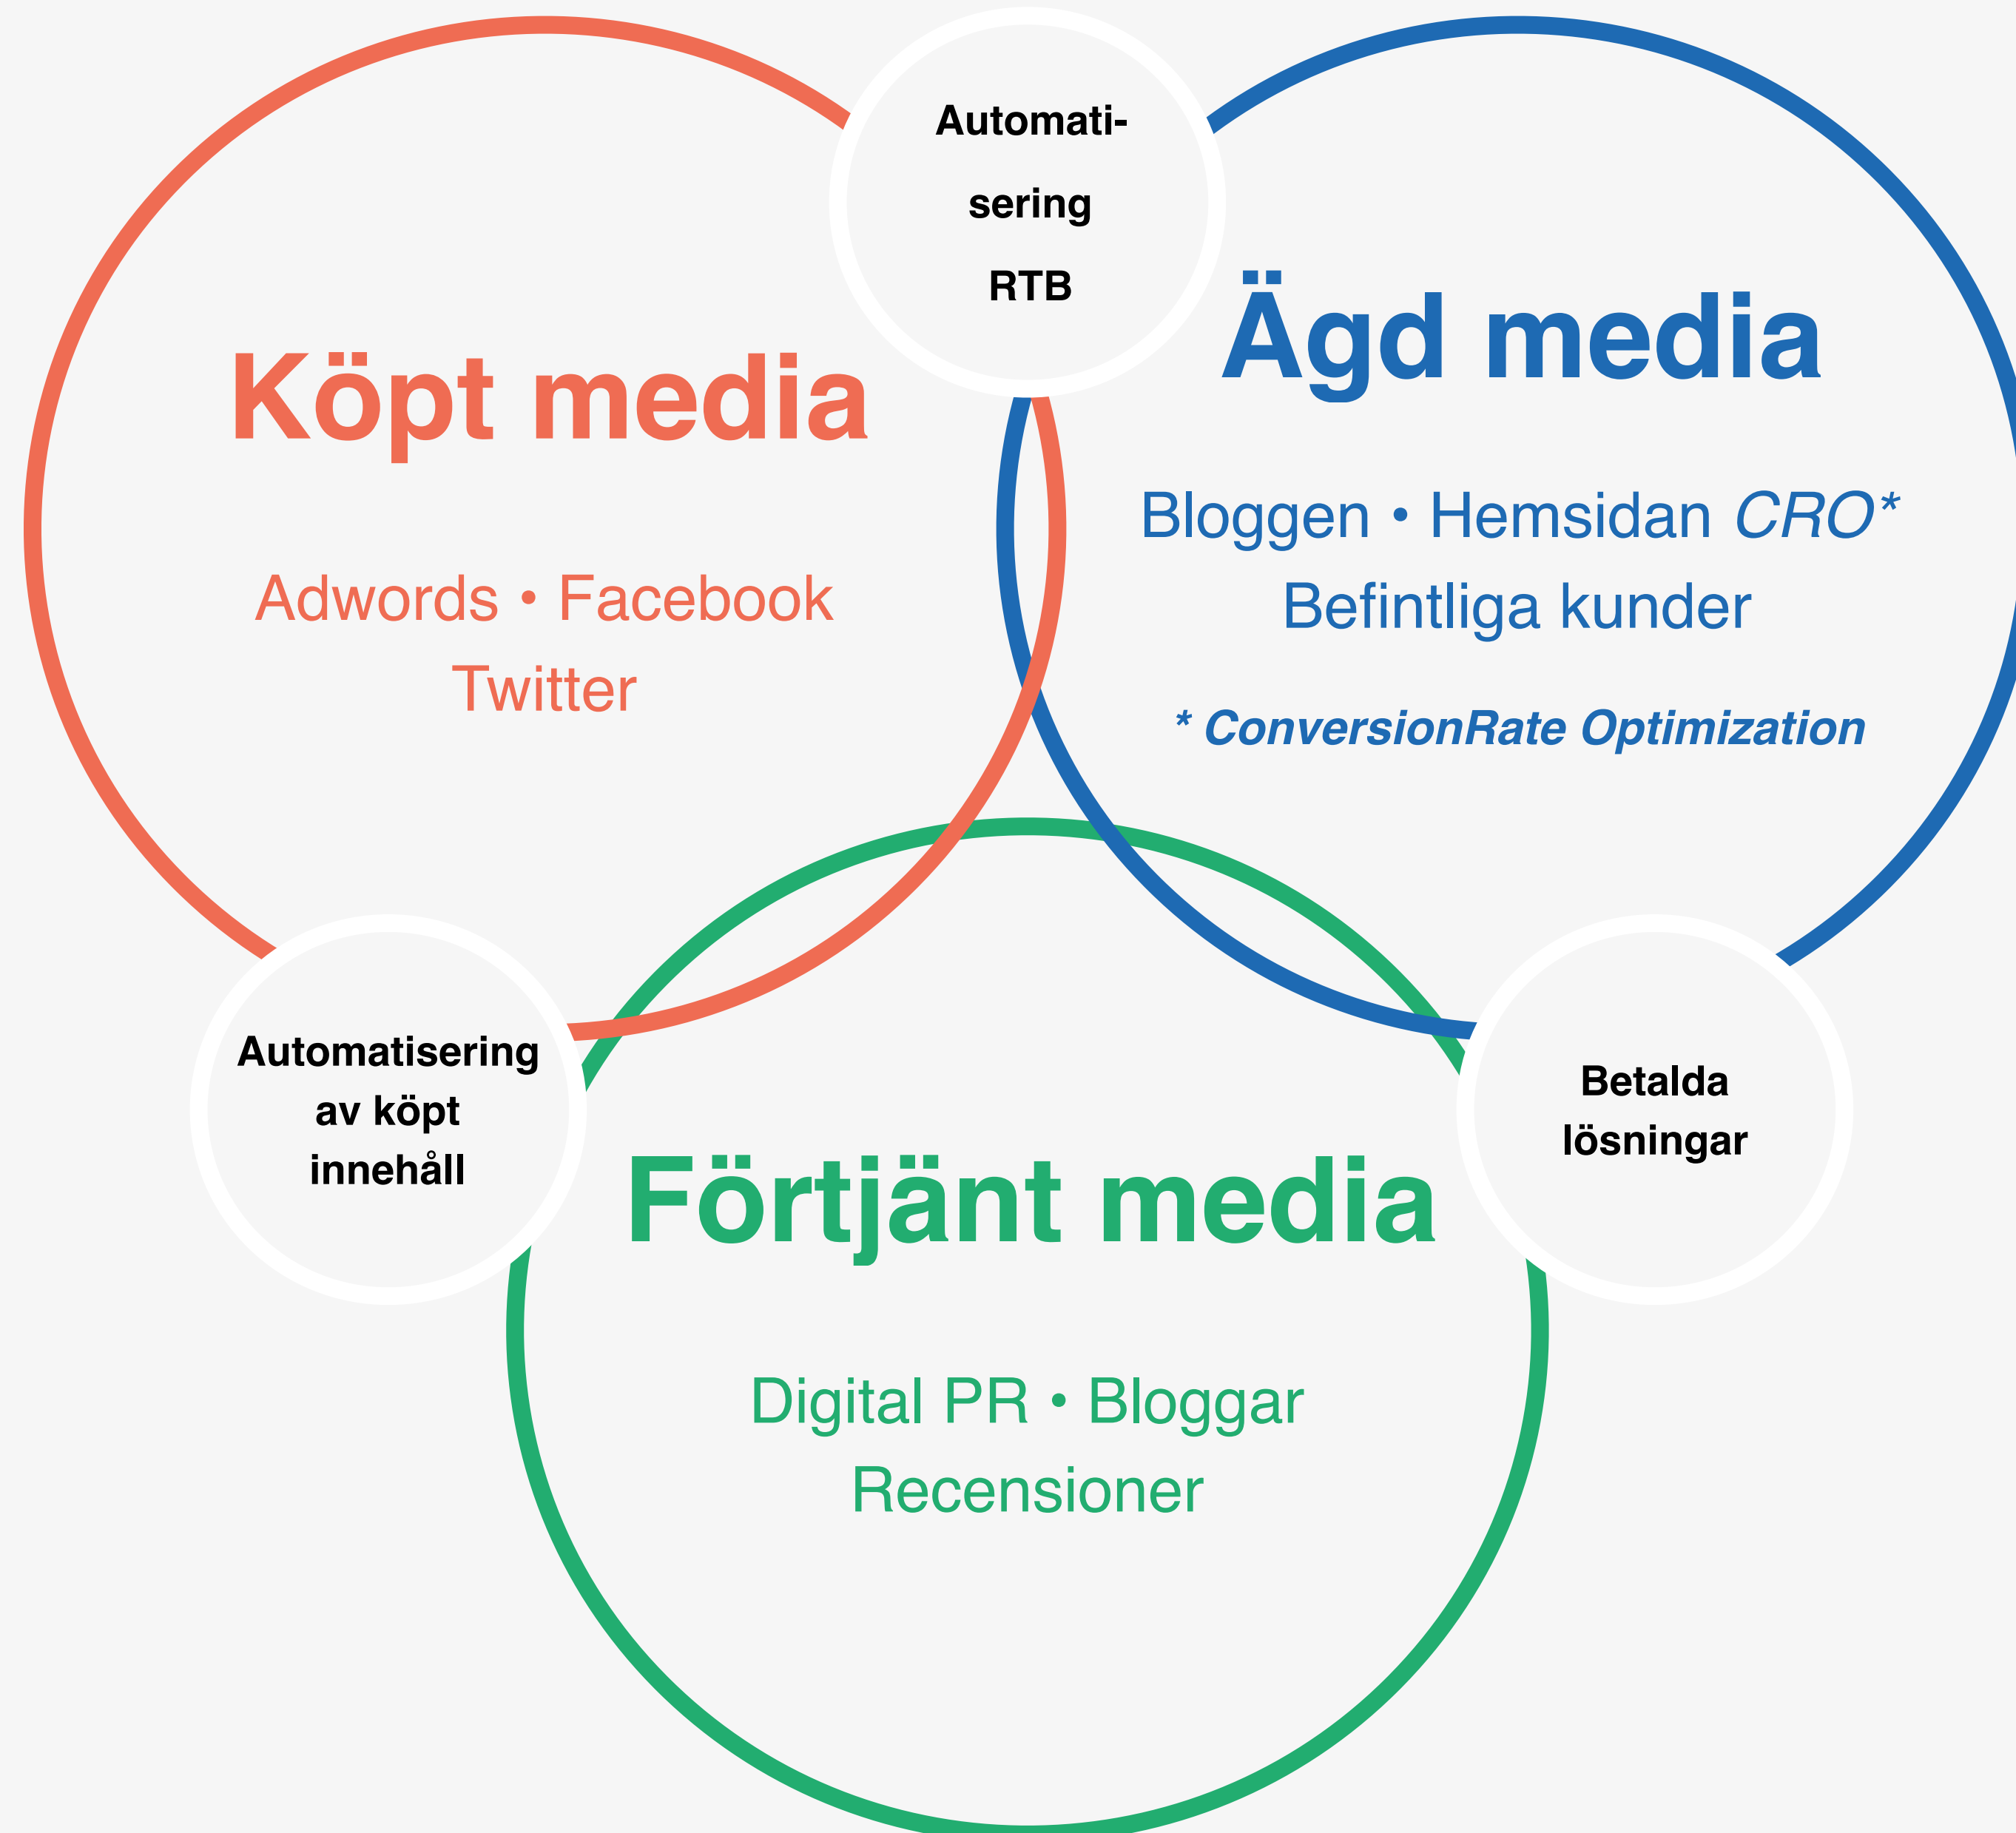 Automati-
sering
RTB
Köpt media
Adwords • Facebook
Twitter
Ägd media
Bloggen • Hemsidan CRO*
Befintliga kunder
* ConversionRate Optimization
Automatisering
av köpt
innehåll
Betalda
lösningar
Förtjänt media
Digital PR • Bloggar
Recensioner